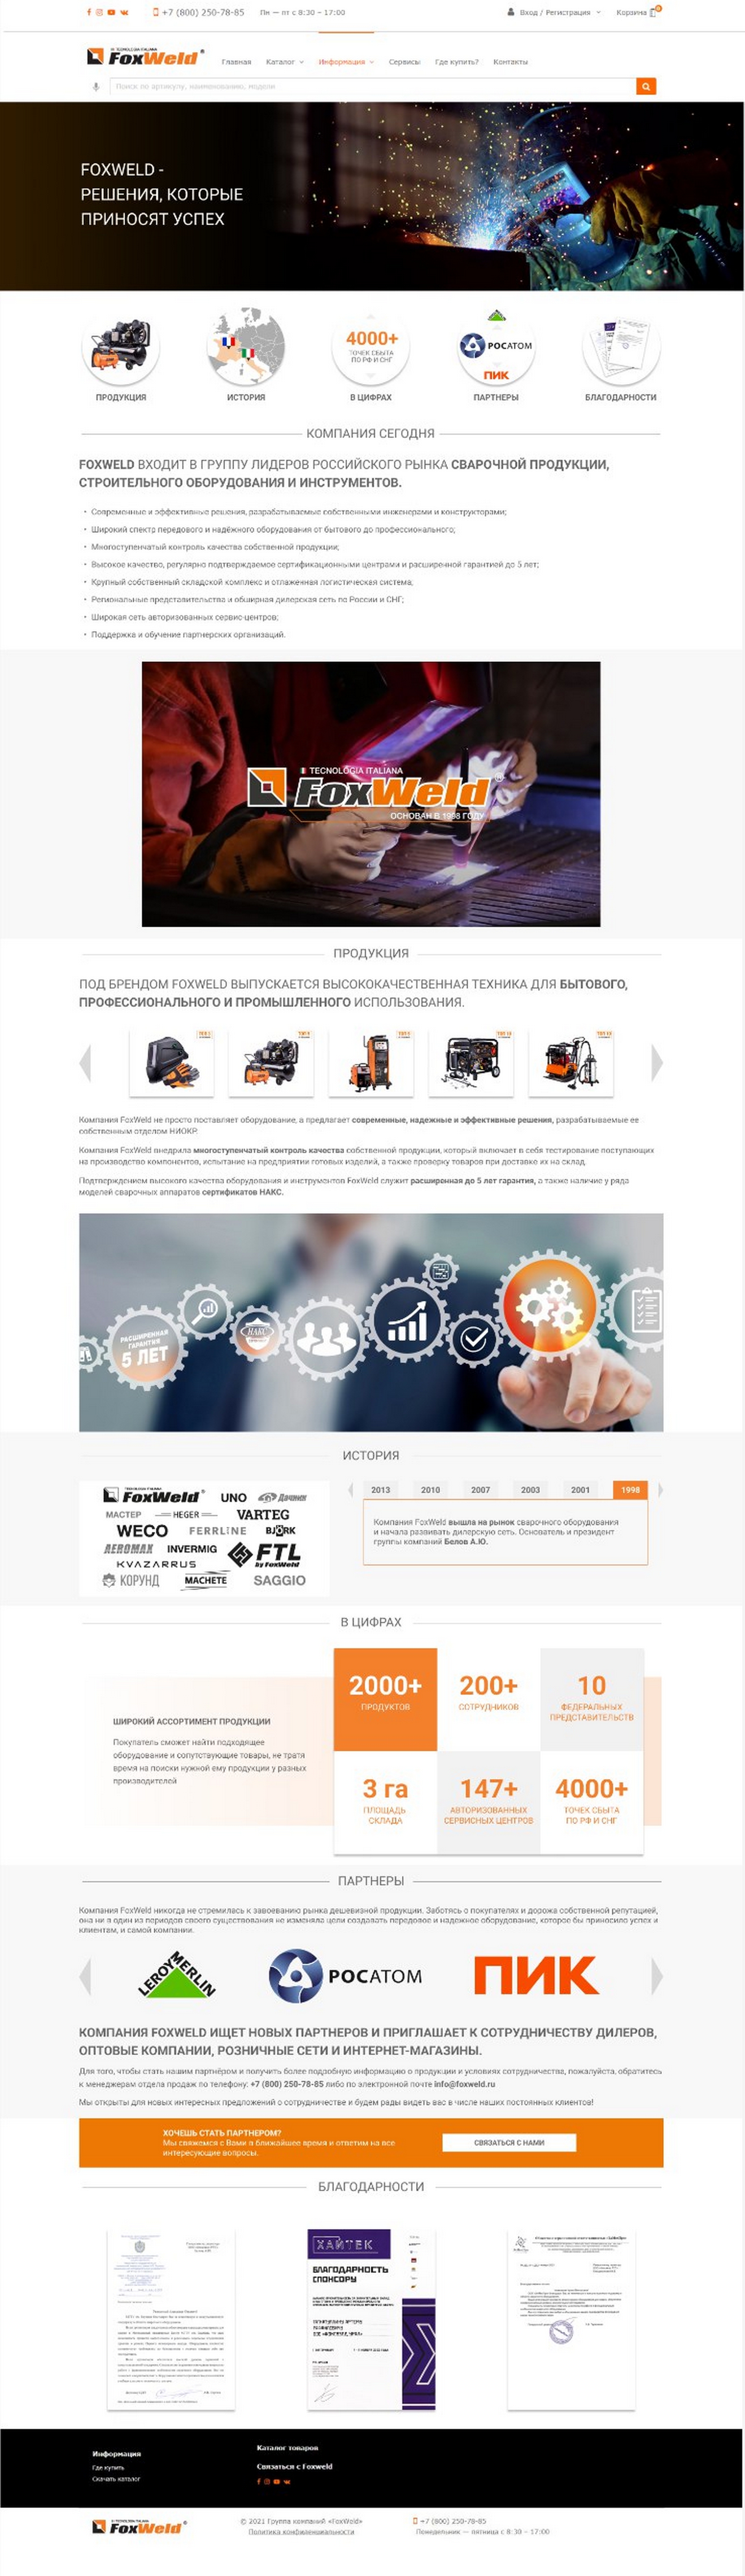 +7 (800) 250-78-85 Пн — пт с 8:30 – 17:00 Вход / Регистрация Корзина 0
TECNOLOGIA ITALIANA
FoxWeld
Главная Каталог Информация Сервисы Где купить? Контакты
Поиск по артикулу, наименованию, модели
FOXWELD -
РЕШЕНИЯ, КОТОРЫЕ
ПРИНОСЯТ УСПЕХ
4000+
ТОЧЕК СБЫТА
ПО РФ И СНГ
РОСАТОМ
ПИК
ПРОДУКЦИЯ ИСТОРИЯ В ЦИФРАХ ПАРТНЕРЫ БЛАГОДАРНОСТИ
КОМПАНИЯ СЕГОДНЯ
FOXWELD ВХОДИТ В ГРУППУ ЛИДЕРОВ РОССИЙСКОГО РЫНКА СВАРОЧНОЙ ПРОДУКЦИИ,
СТРОИТЕЛЬНОГО ОБОРУДОВАНИЯ И ИНСТРУМЕНТОВ.
• Современные и эффективные решения, разрабатываемые собственными инженерами и конструкторами;
• Широкий спектр передового и надёжного оборудования от бытового до профессионального;
• Многоступенчатый контроль качества собственной продукции;
• Высокое качество, регулярно подтверждаемое сертификационными центрами и расширенной гарантией до 5 лет;
• Крупный собственный складской комплекс и отлаженная логистическая система;
• Региональные представительства и обширная дилерская сеть по России и СНГ;
• Широкая сеть авторизованных сервис-центров;
• Поддержка и обучение партнерских организаций.
TECNOLOGIA ITALIANA
FoxWeld
ОСНОВАН В 1998 ГОДУ
ПРОДУКЦИЯ
ПОД БРЕНДОМ FOXWELD ВЫПУСКАЕТСЯ ВЫСОКОКАЧЕСТВЕННАЯ ТЕХНИКА ДЛЯ БЫТОВОГО,
ПРОФЕССИОНАЛЬНОГО И ПРОМЫШЛЕННОГО ИСПОЛЬЗОВАНИЯ.
Компания FoxWeld не просто поставляет оборудование, а предлагает современные, надежные и эффективные решения, разрабатываемые ее
собственным отделом НИОКР.
Компания FoxWeld внедрила многоступенчатый контроль качества собственной продукции, который включает в себя тестирование поступающих
на производство компонентов, испытание на предприятии готовых изделий, а также проверку товаров при доставке их на склад.
Подтверждением высокого качества оборудования и инструментов FoxWeld служит расширенная до 5 лет гарантия, а также наличие у ряда
моделей сварочных аппаратов сертификатов НАКС.
РАСШИРЕННАЯ
ГАРАНТИЯ
5 ЛЕТ
НАКС
ИСТОРИЯ
FoxWeld UNO Дачник
МАСТЕР HEGER VARTEG
WECO FERRLINE BJORK
AEROMAX INVERMIG FTL
by FoxWeld
KVAZARRUS
КОРУНД MACHETE SAGGIO
2013 2010 2007 2003 2001 1998
Компания FoxWeld вышла на рынок сварочного оборудования
и начала развивать дилерскую сеть. Основатель и президент
группы компаний Белов А.Ю.
В ЦИФРАХ
ШИРОКИЙ АССОРТИМЕНТ ПРОДУКЦИИ
Покупатель сможет найти подходящее
оборудование и сопутствующие товары, не тратя
время на поиски нужной ему продукции у разных
производителей
2000+ 200+ 10
ПРОДУКТОВ СОТРУДНИКОВ ФЕДЕРАЛЬНЫХ
ПРЕДСТАВИТЕЛЬСТВ
3 га 147+ 4000+
ПЛОЩАДЬ АВТОРИЗОВАННЫХ ТОЧЕК СБЫТА
СКЛАДА СЕРВИСНЫХ ЦЕНТРОВ ПО РФ И СНГ
ПАРТНЕРЫ
Компания FoxWeld никогда не стремилась к завоеванию рынка дешевизной продукции. Заботясь о покупателях и дорожа собственной репутацией,
она ни в один из периодов своего существования не изменяла цели создавать передовое и надежное оборудование, которое бы приносило успех и
клиентам, и самой компании.
LEROY MERLIN РОСАТОМ ПИК
КОМПАНИЯ FOXWELD ИЩЕТ НОВЫХ ПАРТНЕРОВ И ПРИГЛАШАЕТ К СОТРУДНИЧЕСТВУ ДИЛЕРОВ,
ОПТОВЫЕ КОМПАНИИ, РОЗНИЧНЫЕ СЕТИ И ИНТЕРНЕТ-МАГАЗИНЫ.
Для того, чтобы стать нашим партнёром и получить более подробную информацию о продукции и условиях сотрудничества, пожалуйста, обратитесь
к менеджерам отдела продаж по телефону: +7 (800) 250-78-85 либо по электронной почте info@foxweld.ru
Мы открыты для новых интересных предложений о сотрудничестве и будем рады видеть вас в числе наших постоянных клиентов!
ХОЧЕШЬ СТАТЬ ПАРТНЕРОМ?
Мы свяжемся с Вами в ближайшее время и ответим на все
интересующие вопросы.
СВЯЗАТЬСЯ С НАМИ
БЛАГОДАРНОСТИ
ХАЙТЕК
БЛАГОДАРНОСТЬ
СПОНСОРУ
Информация
Где купить
Скачать каталог
Каталог товаров
Связаться с Foxweld
FoxWeld
© 2021 Группа компаний «FoxWeld»
Политика конфиденциальности
+7 (800) 250-78-85
Понедельник — пятница с 8:30 – 17:00